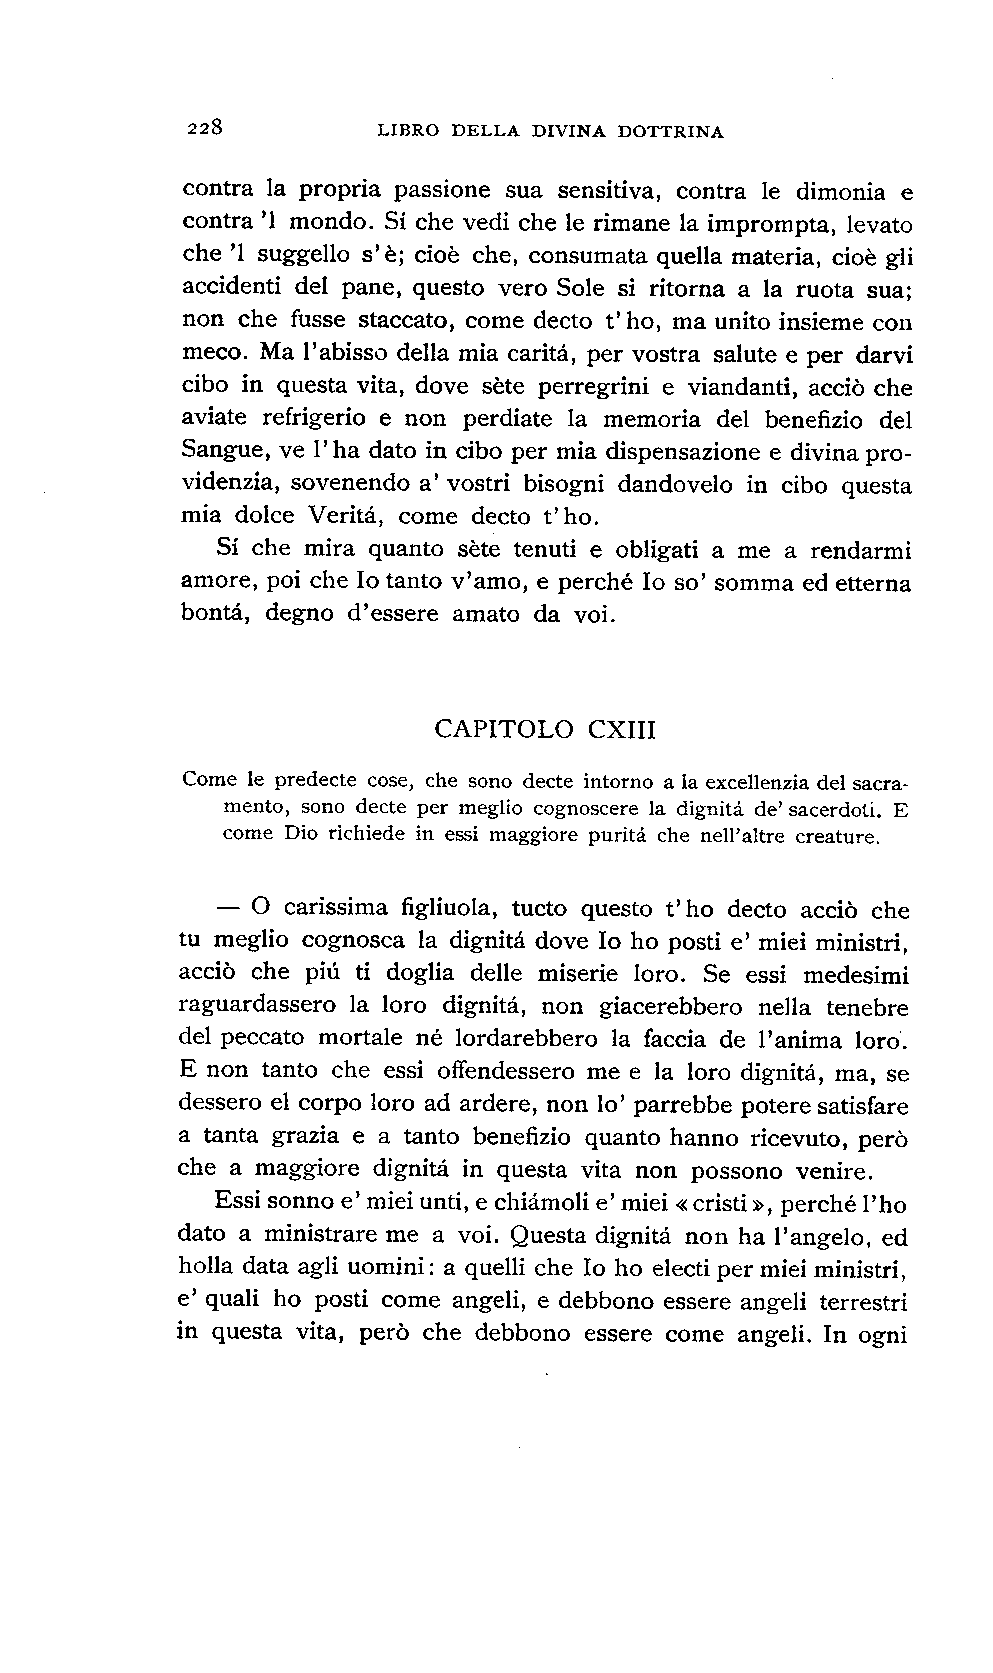 228 LIBRO DELLA DIVINA DOTTRINA
contra la propria passione sua sensitiva, contra le dimonia e
contra 'l mondo. Sí che vedi che le rimane la imprompta, levato
che 'l suggello s' è; cioè che, consumata quella materia, cioè gli
accidenti del pane, questo vero Sole si ritorna a la ruota sua;
non che fusse staccato, come decto t' ho, ma unito insieme con
meco. Ma l'abisso della mia caritá, per vostra salute e per darvi
cibo in questa vita, dove sète perregrini e viandanti, acciò che
aviate refrigerio e non perdiate la memoria del benefizio del
Sangue, ve l' ha dato in cibo per mia dispensazione e divina pro-
videnzia, sovenendo a' vostri bisogni dandovelo in cibo questa
mia dolce Veritá, come decto t' ho.
Sí che mira quanto sète tenuti e obligati a me a rendarmi
amore, poi che Io tanto v'amo, e perché Io so' somma ed etterna
bontá, degno d'essere amato da voi.
CAPITOLO CXIII
Come le predecte cose, che sono decte intorno a la excellenzia del sacra-
mento, sono decte per meglio cognoscere la dignitá de' sacerdoti. E
come Dio richiede in essi maggiore puritá che nell'altre creature.
— O carissima figliuola, tucto questo t' ho decto acciò che
tu meglio cognosca la dignitá dove Io ho posti e' miei ministri,
acciò che piú ti doglia delle miserie loro. Se essi medesimi
raguardassero la loro dignitá, non giacerebbero nella tenebre
del peccato mortale né lordarebbero la faccia de l'anima loro.
E non tanto che essi offendessero me e la loro dignitá, ma, se
dessero el corpo loro ad ardere, non lo' parrebbe potere satisfare
a tanta grazia e a tanto benefizio quanto hanno ricevuto, però
che a maggiore dignitá in questa vita non possono venire.
Essi sonno e' miei unti, e chiámoli e' miei « cristi », perché l'ho
dato a ministrare me a voi. Questa dignitá non ha l'angelo, ed
holla data agli uomini: a quelli che Io ho electi per miei ministri,
e' quali ho posti come angeli, e debbono essere angeli terrestri
in questa vita, però che debbono essere come angeli. In ogni